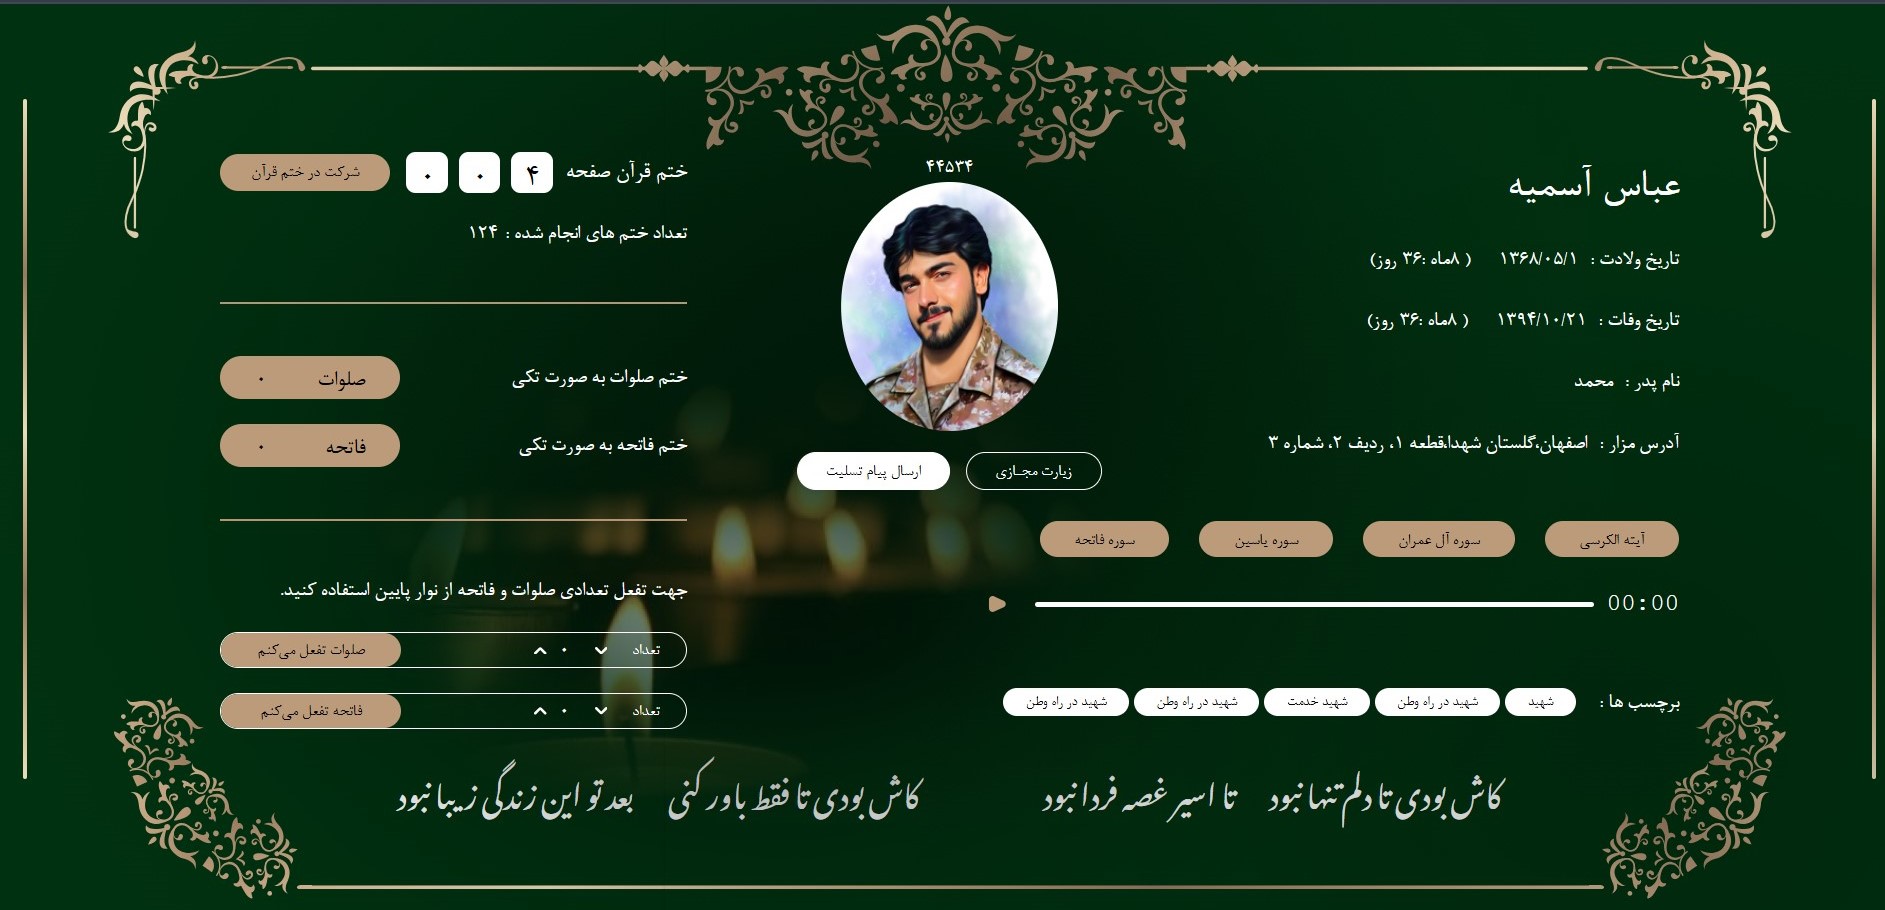 ۴۴۵۳۴
عباس آسمیه
تاریخ ولادت : ۱۳۶۸/۰۵/۱ ( ۸ماه :۳۶ روز)
تاریخ وفات : ۱۳۹۴/۱۰/۲۱ ( ۸ماه :۳۶ روز)
نام پدر : محمد
آدرس مزار : اصفهان،گلستان شهدا،قطعه ۱، ردیف ۲، شماره ۳
زیارت مجـازی
ارسال پیام تسلیت
آیته الکرسی
سوره آل عمران
سوره یاسین
سوره فاتحه
00:00
برچسب ها : شهید شهید در راه وطن شهید خدمت شهید در راه وطن شهید در راه وطن
ختم قرآن صفحه ۴ ۰ ۰ شرکت در ختم قرآن
تعداد ختم های انجام شده : ۱۲۴
ختم صلوات به صورت تکی صلوات ۰
ختم فاتحه به صورت تکی فاتحه ۰
جهت تفعل تعدادی صلوات و فاتحه از نوار پایین استفاده کنید.
تعداد ۰ صلوات تفعل می‌کنم
تعداد ۰ فاتحه تفعل می‌کنم
کاش بودی تا دلم تنها نبود تا اسیر غصه فردا نبود کاش بودی تا فقط باور کنی بعد تو این زندگی زیبا نبود